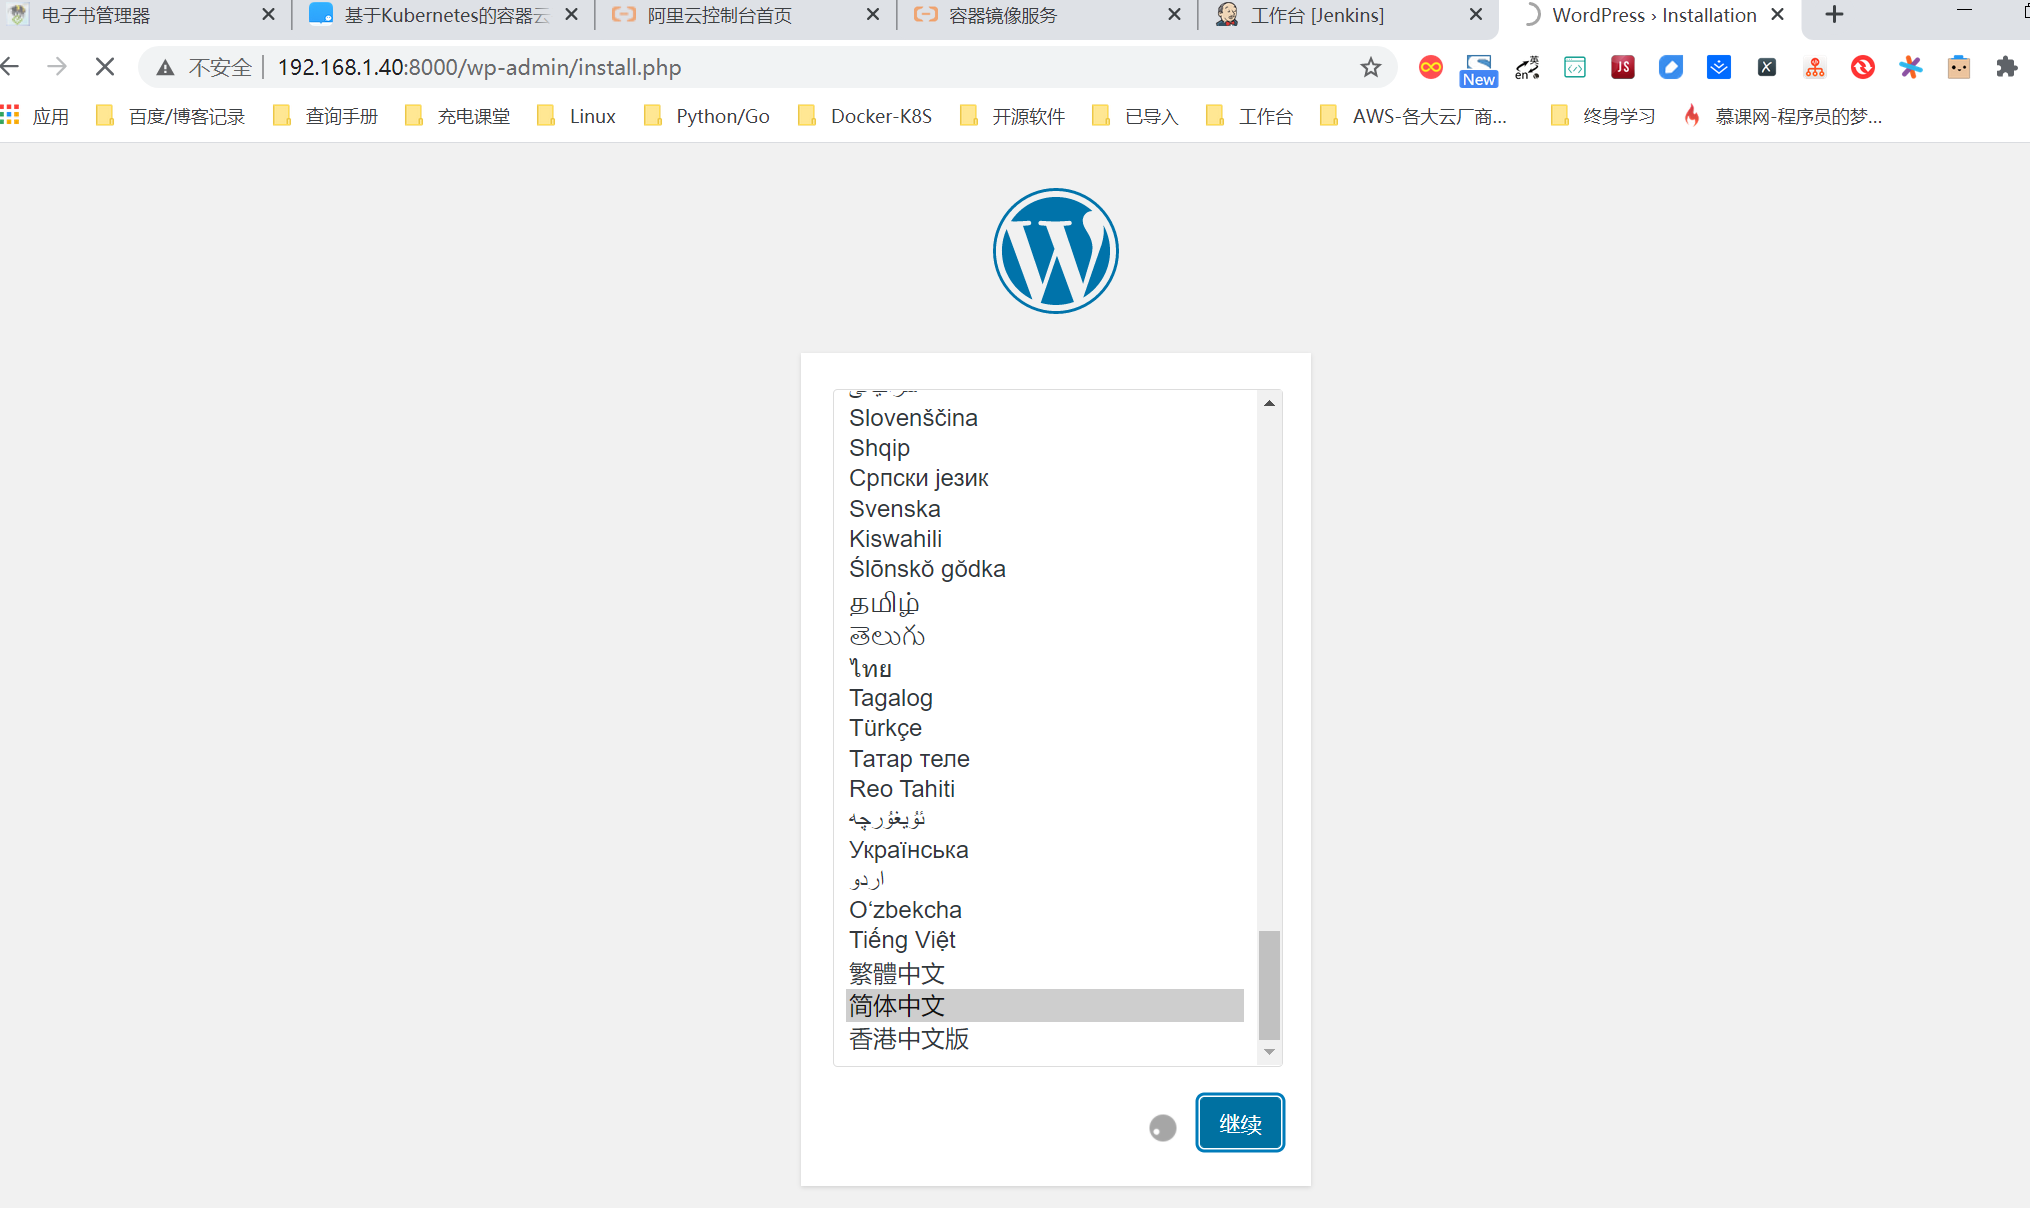 电子书管理器
基于Kubernetes的容器云
阿里云控制台首页
容器镜像服务
工作台 [Jenkins]
WordPress › Installation
不安全
192.168.1.40:8000/wp-admin/install.php
New
英
en
JS
X
应用
百度/博客记录
查询手册
充电课堂
Linux
Python/Go
Docker-K8S
开源软件
已导入
工作台
AWS-各大云厂商...
终身学习
慕课网-程序员的梦...
Slovenščina
Shqip
Српски језик
Svenska
Kiswahili
Ślōnskŏ gŏdka
தமிழ்
తెలుగు
ไทย
Tagalog
Türkçe
Татар теле
Reo Tahiti
ئۇيغۇرچە
Українська
اردو
O‘zbekcha
Tiếng Việt
繁體中文
简体中文
香港中文版
继续